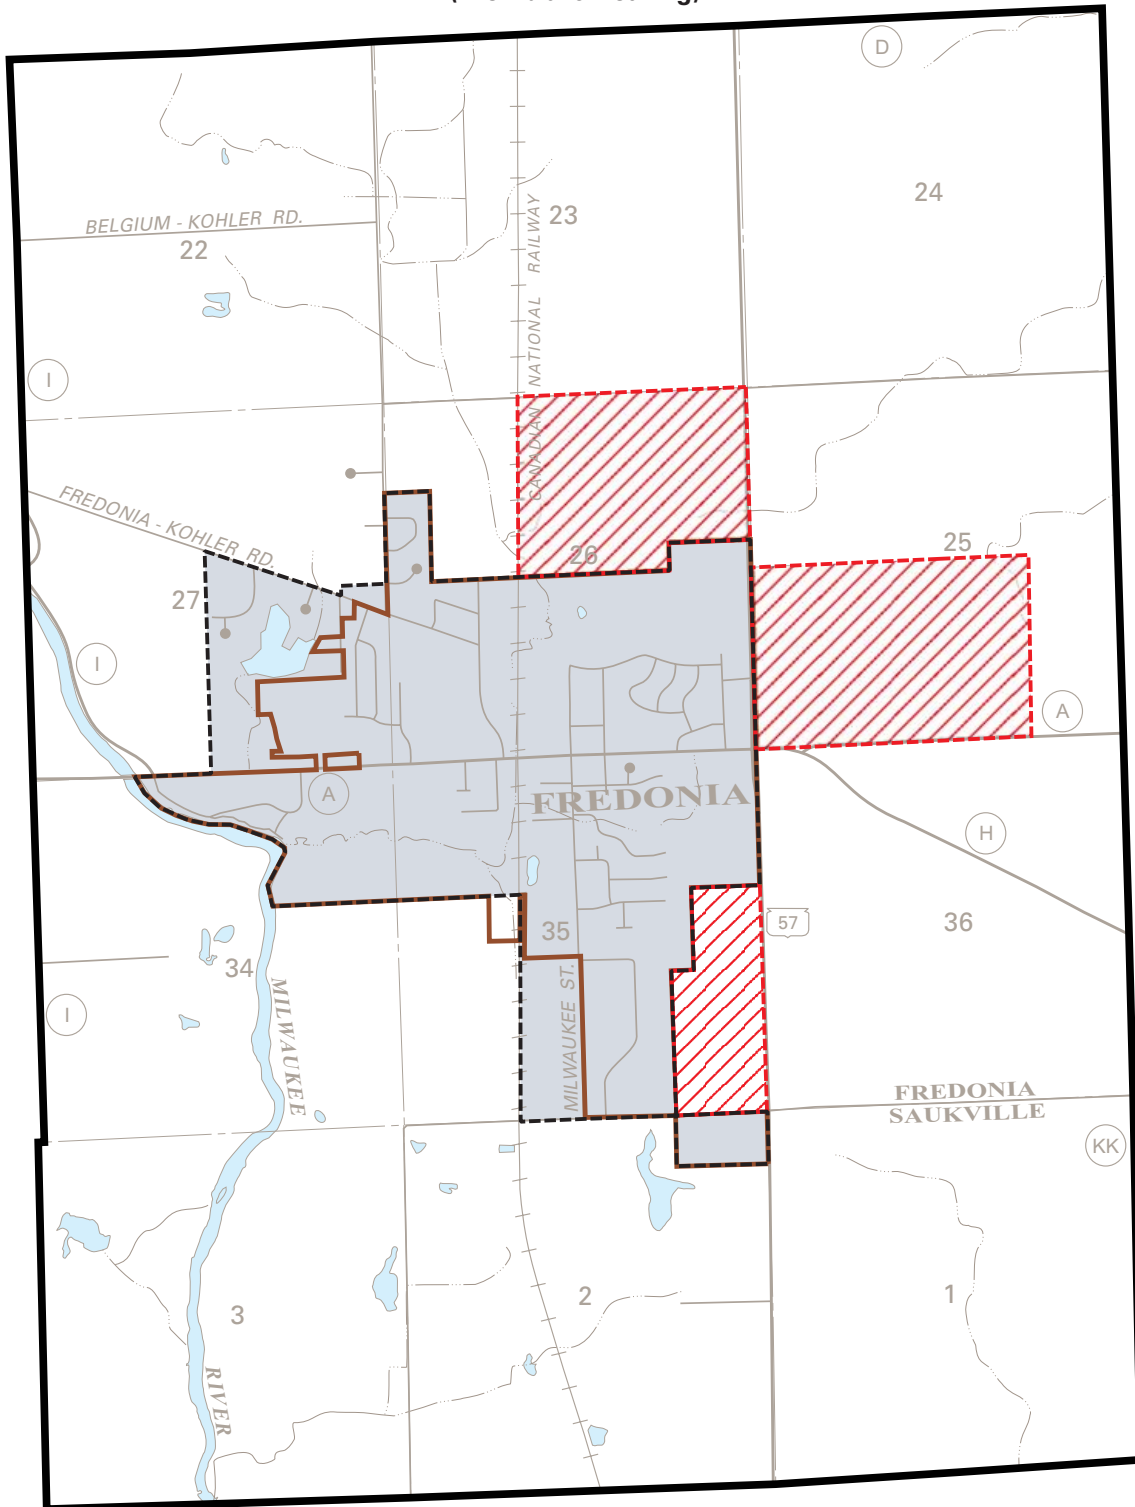 D
24
23
BELGIUM - KOHLER RD.
22
CANADIAN NATIONAL RAILWAY
I
FREDONIA - KOHLER RD.
26
25
27
I
A
A
FREDONIA
H
57
36
35
34
I
MILWAUKEE ST.
MILWAUKEE
FREDONIA
SAUKVILLE
KK
3
2
1
RIVER